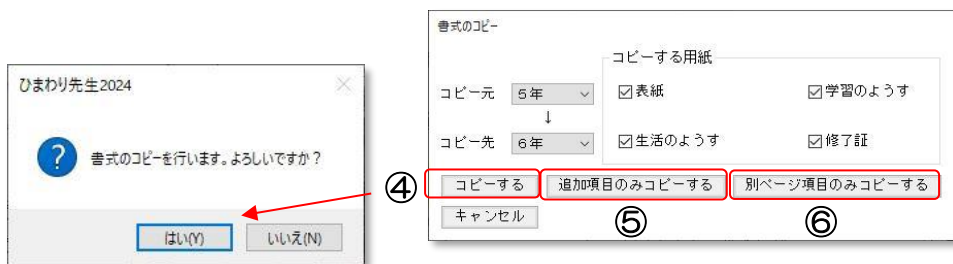 ひまわり先生2024
書式のコピーを行います。よろしいですか?
はい(Y) いいえ(N)
書式のコピー
コピーする用紙
コピー元 5年 ☑表紙 ☑学習のようす
↓
コピー先 6年 ☑生活のようす ☑修了証
④ コピーする 追加項目のみコピーする 別ページ項目のみコピーする
キャンセル ⑤ ⑥